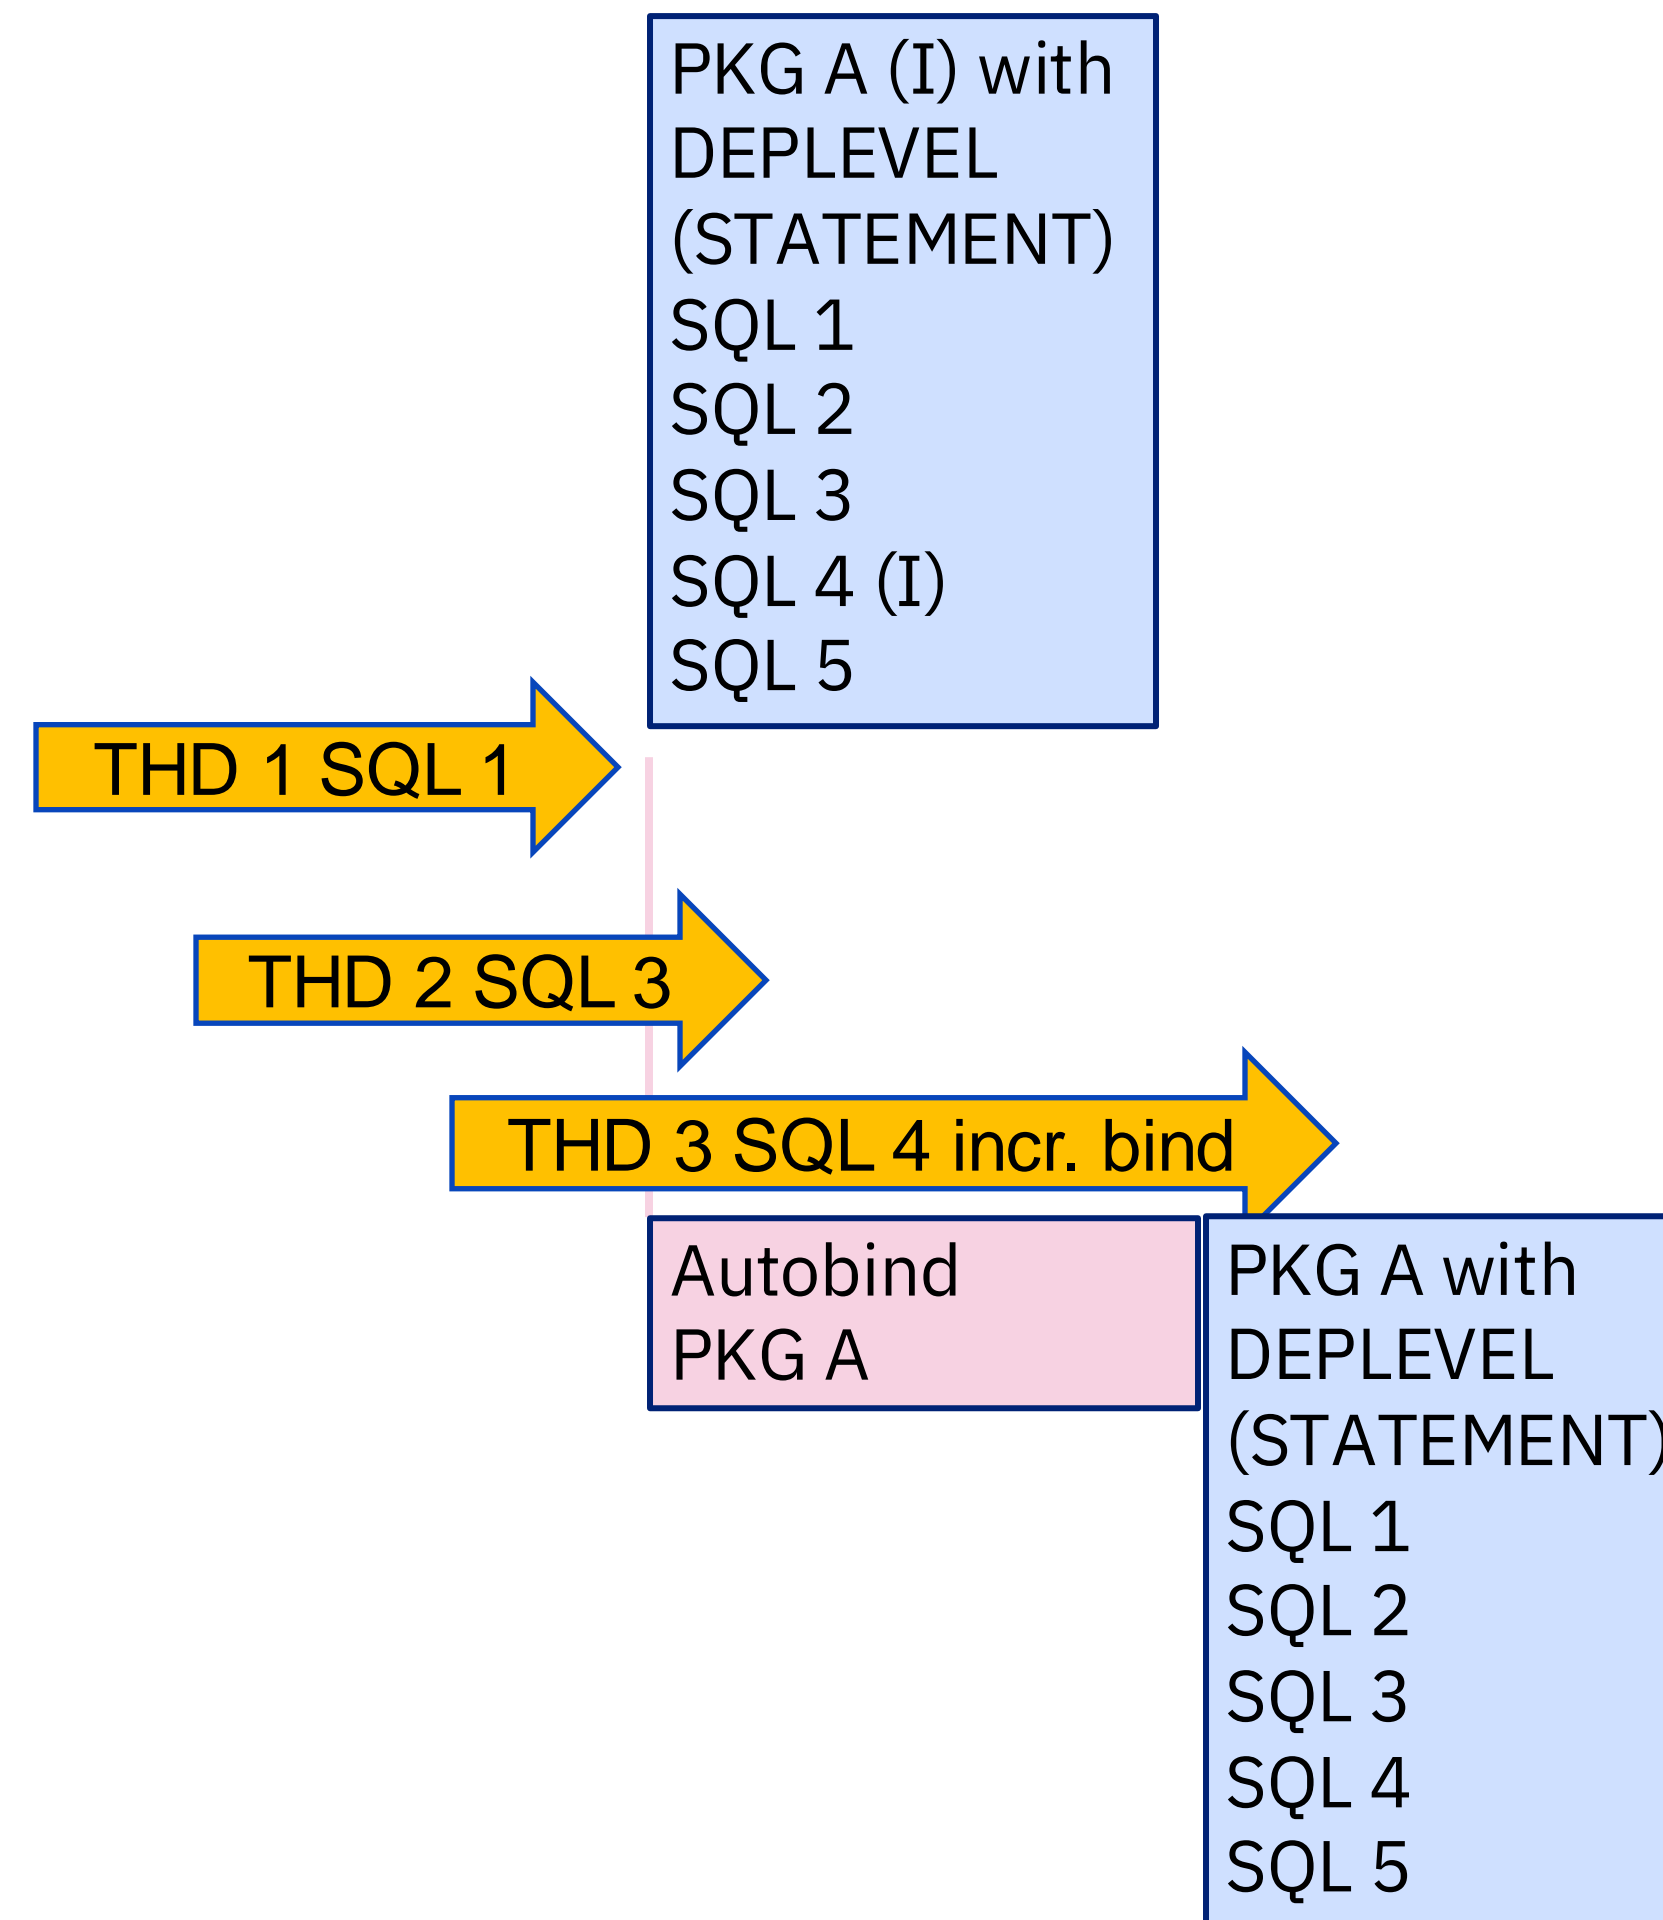 PKG A (I) with
DEPLEVEL
(STATEMENT)
SQL 1
SQL 2
SQL 3
SQL 4 (I)
SQL 5
THD 1 SQL 1
THD 2 SQL 3
THD 3 SQL 4 incr. bind
Autobind
PKG A
PKG A with
DEPLEVEL
(STATEMENT)
SQL 1
SQL 2
SQL 3
SQL 4
SQL 5